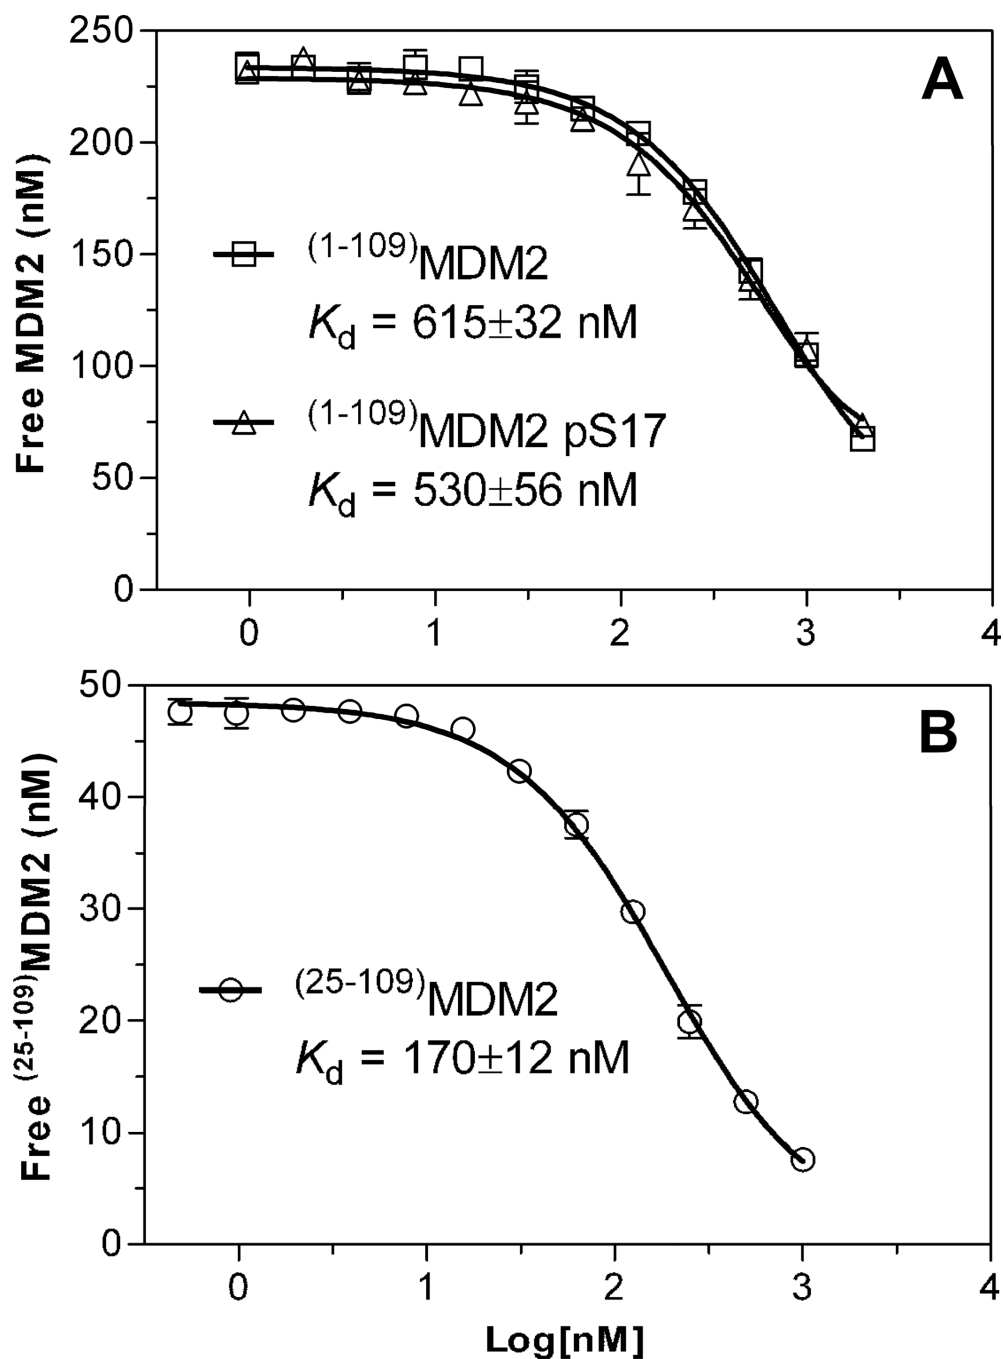 A
Free MDM2 (nM)
250
200
150
100
50
0
(1-109)MDM2
Kd = 615±32 nM
(1-109)MDM2 pS17
Kd = 530±56 nM
0 1 2 3 4
B
Free (25-109)MDM2 (nM)
50
40
30
20
10
0
(25-109)MDM2
Kd = 170±12 nM
0 1 2 3 4
Log[nM]